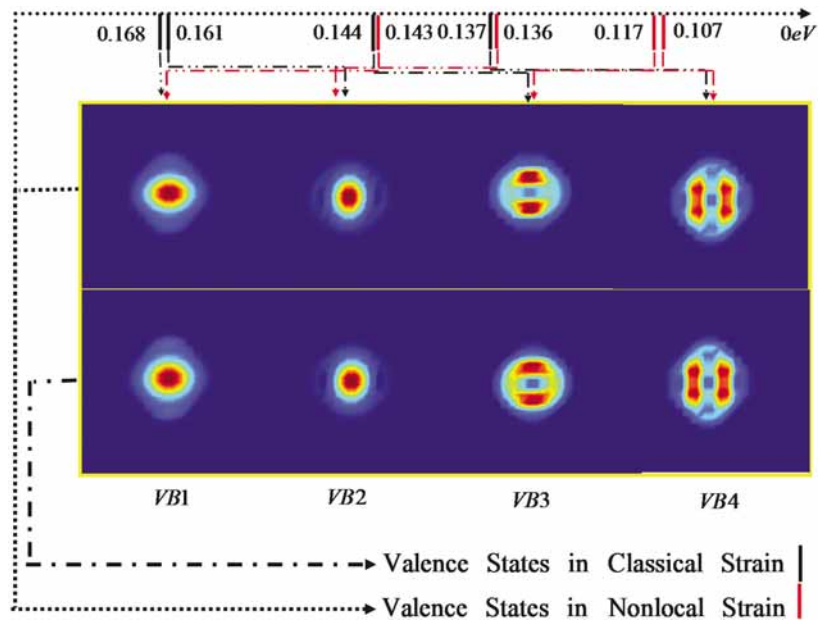 0.168 0.161 0.144 0.143 0.137 0.136 0.117 0.107 0eV
VB1 VB2 VB3 VB4
Valence States in Classical Strain
Valence States in Nonlocal Strain